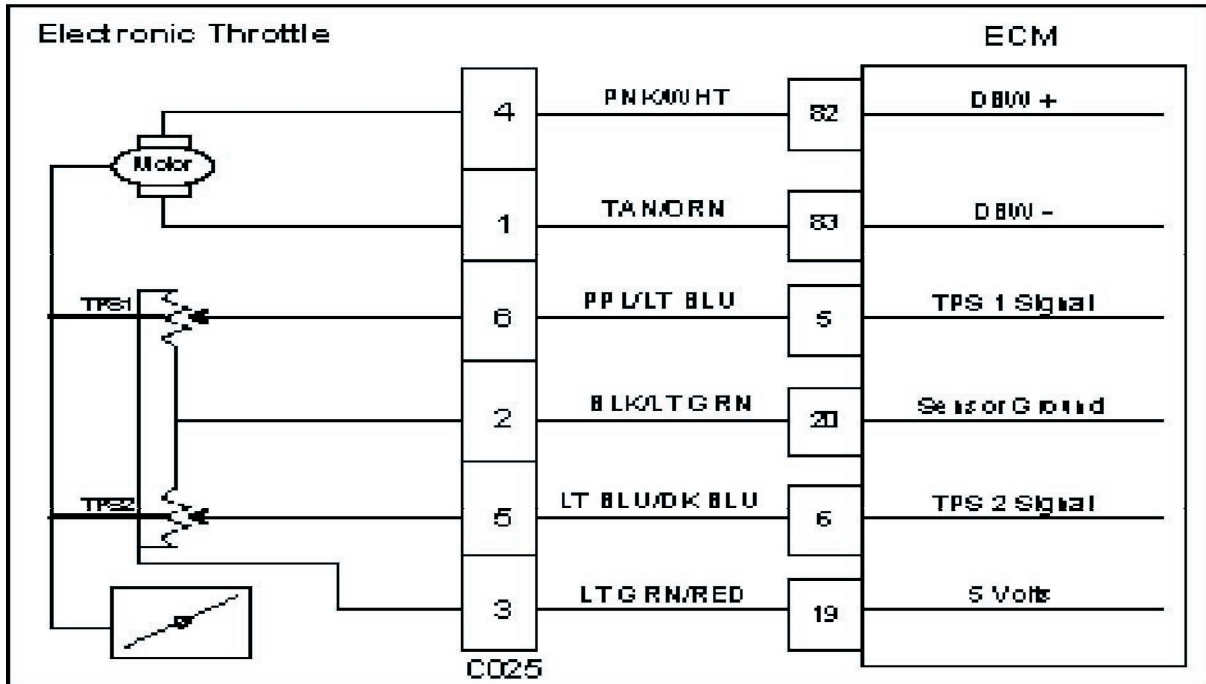 Electronic Throttle
ECM
4 PNK/WHT 82 DBW +
Motor
1 TAN/ORN 83 DBW -
TPS1 6 PPL/LT BLU 5 TPS 1 Signal
2 BLK/LT GRN 20 Sensor Ground
TPS2 5 LT BLU/DK BLU 6 TPS 2 Signal
3 LT GRN/RED 19 5 Volts
C025